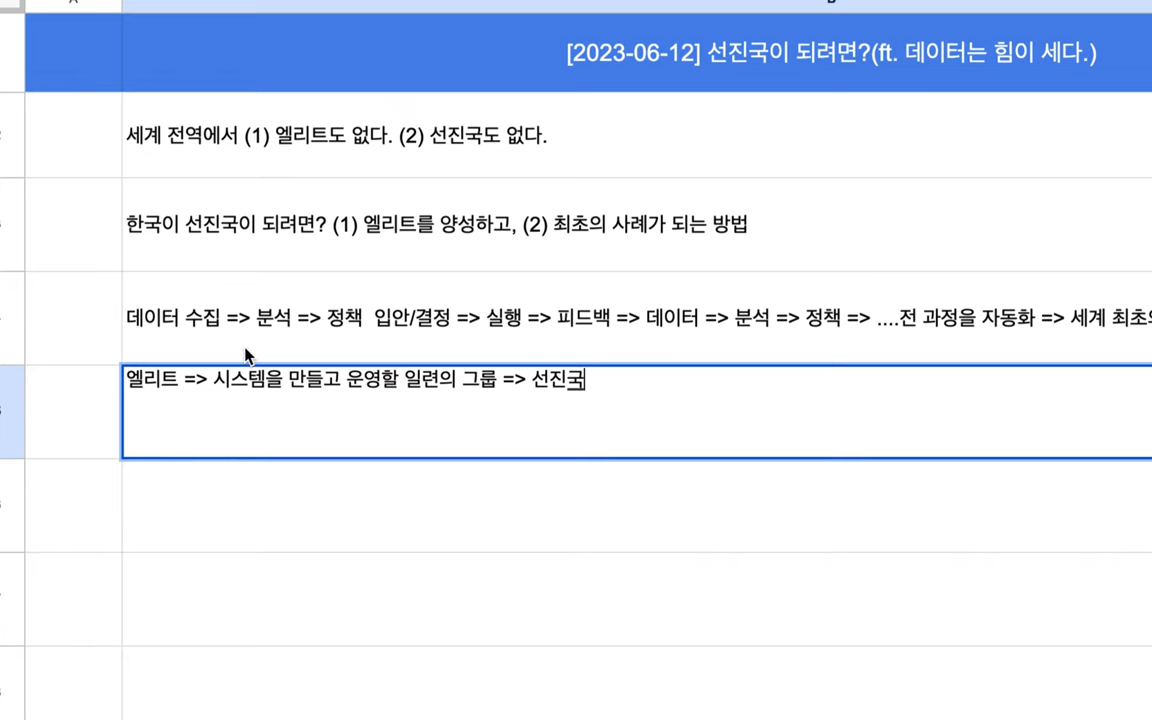 [2023-06-12] 선진국이 되려면?(ft. 데이터는 힘이 세다.)
세계 전역에서 (1) 엘리트도 없다. (2) 선진국도 없다.
한국이 선진국이 되려면? (1) 엘리트를 양성하고, (2) 최초의 사례가 되는 방법
데이터 수집 => 분석 => 정책  입안/결정 => 실행 => 피드백 => 데이터 => 분석 => 정책 => ....전 과정을 자동화 => 세계 최초
엘리트 => 시스템을 만들고 운영할 일련의 그룹 => 선진국